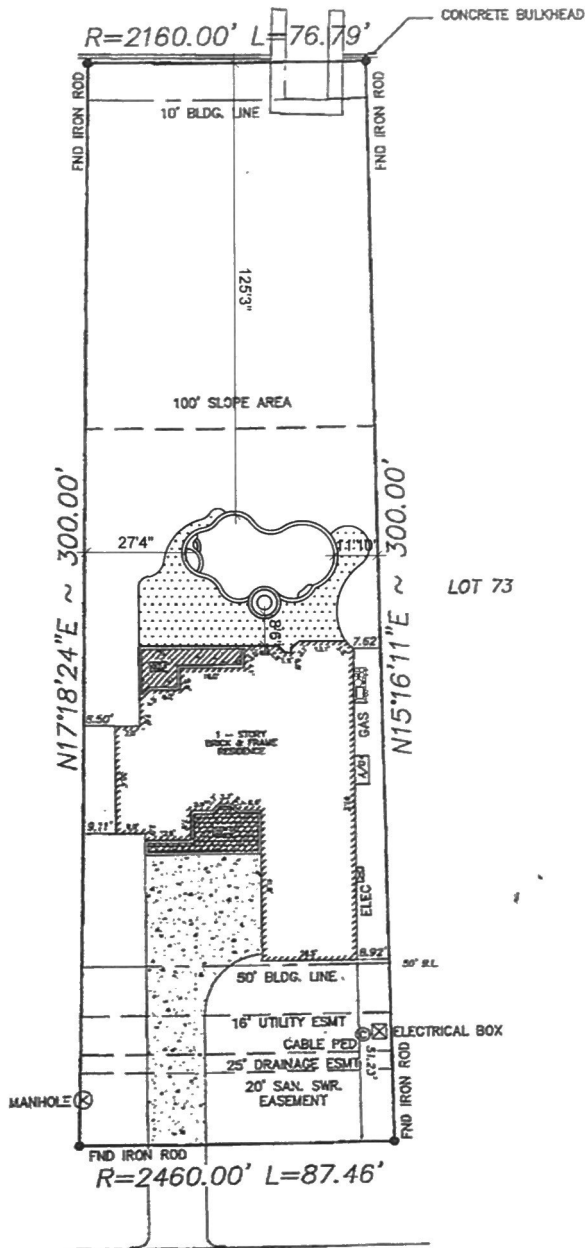 CONCRETE BULKHEAD
R=2160.00' L=76.79'
FND IRON ROD
FND IRON ROD
10' BLDG. LINE
125'3"
100' SLOPE AREA
N17°18'24"E ~ 300.00'
27'4"
11'10"
N15°16'11"E ~ 300.00'
LOT 73
8'6"
7.62'
GAS
1 - STORY
BRICK & FRAME
RESIDENCE
8.50'
A/C
9.11'
ELEC
8.92'
50' B.L.
50' BLDG. LINE
16' UTILITY ESMT
ELECTRICAL BOX
CABLE PED
25' DRAINAGE ESMT
51.23'
20' SAN. SWR.
EASEMENT
MANHOLE
FND IRON ROD
FND IRON ROD
R=2460.00' L=87.46'